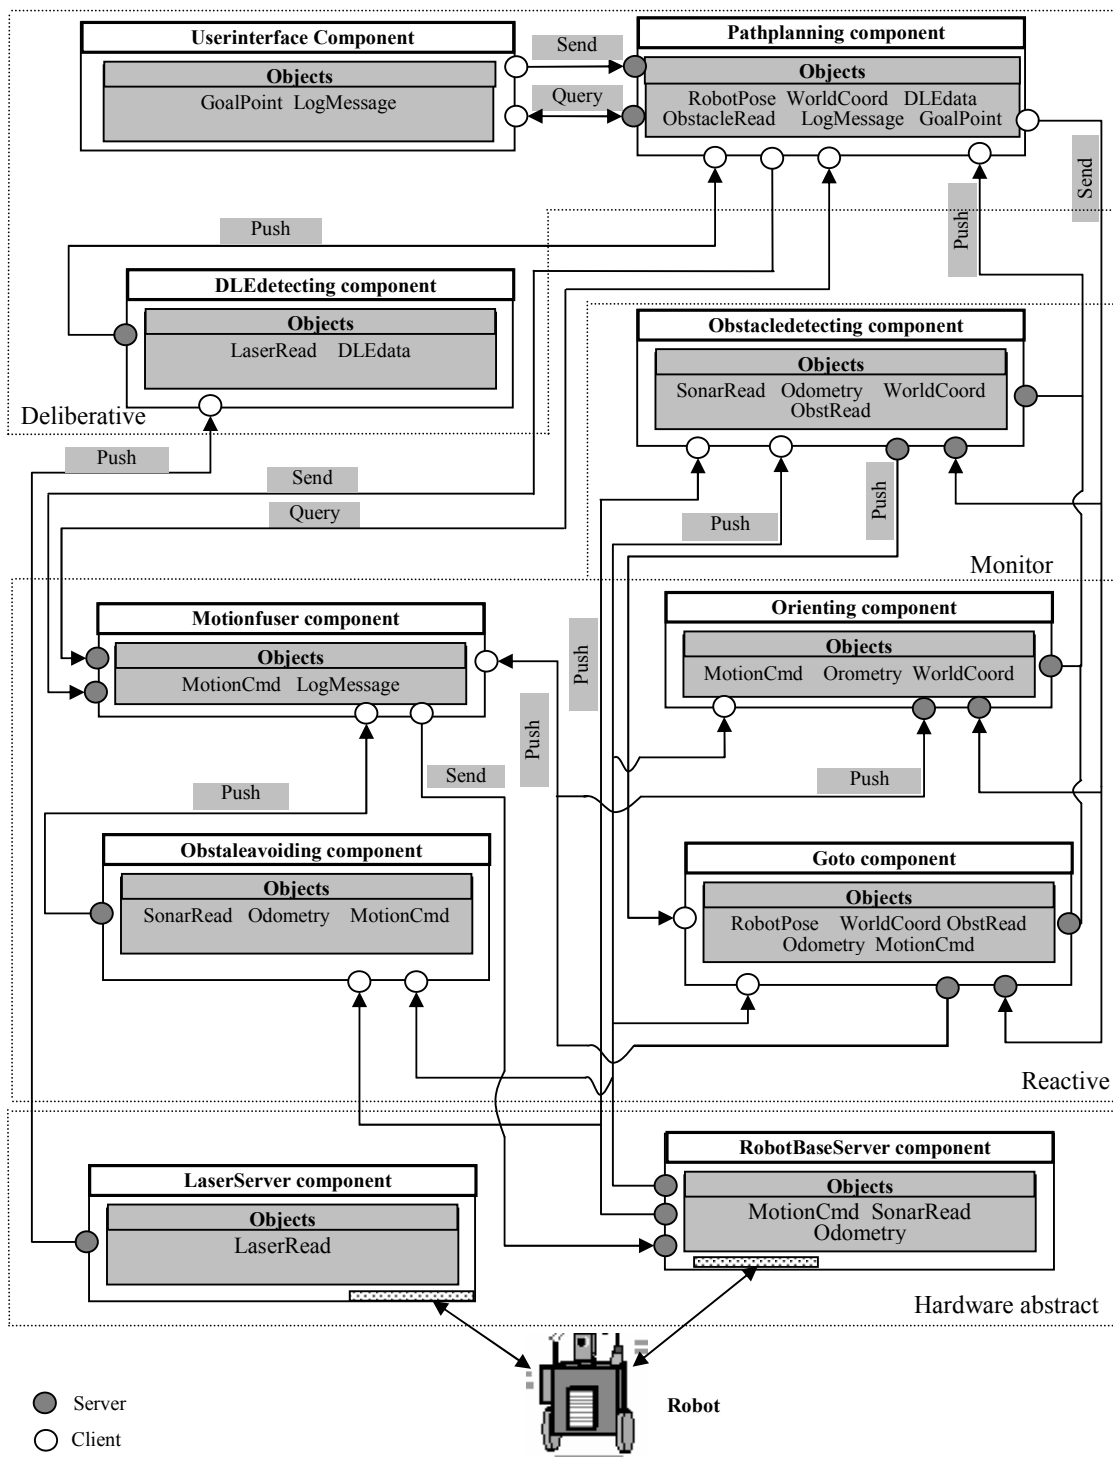 Userinterface Component
Objects
GoalPoint LogMessage
Send
Query
Pathplanning component
Objects
RobotPose WorldCoord DLEdata
ObstacleRead LogMessage GoalPoint
Send
Push
Push
DLEdetecting component
Objects
LaserRead DLEdata
Deliberative
Obstacledetecting component
Objects
SonarRead Odometry WorldCoord
ObstRead
Push
Send
Query
Push
Push
Monitor
Motionfuser component
Objects
MotionCmd LogMessage
Push
Push
Orienting component
Objects
MotionCmd Orometry WorldCoord
Push
Send
Push
Obstaleavoiding component
Objects
SonarRead Odometry MotionCmd
Goto component
Objects
RobotPose WorldCoord ObstRead
Odometry MotionCmd
Reactive
LaserServer component
Objects
LaserRead
RobotBaseServer component
Objects
MotionCmd SonarRead
Odometry
Hardware abstract
Server
Client
Robot